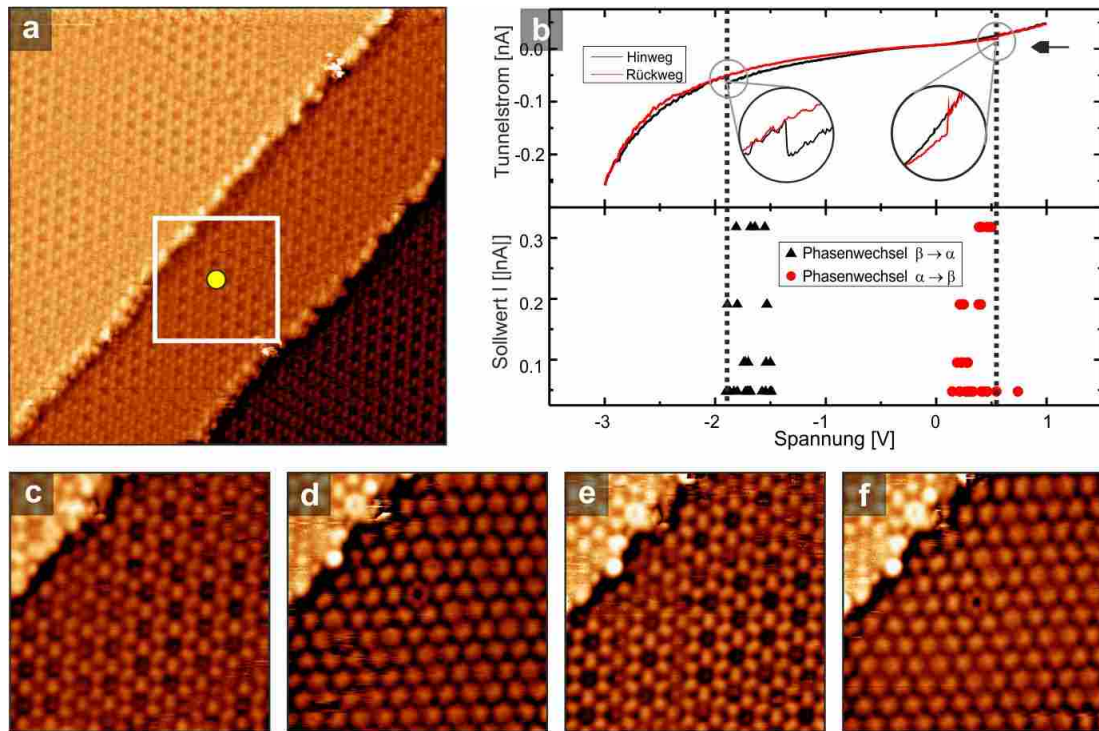 a
b
Tunnelstrom [nA]
0.0
-0.1
-0.2
Hinweg
Rückweg
Sollwert I [|nA|]
0.3
0.2
0.1
Phasenwechsel β → α
Phasenwechsel α → β
-3 -2 -1 0 1
Spannung [V]
c d e f